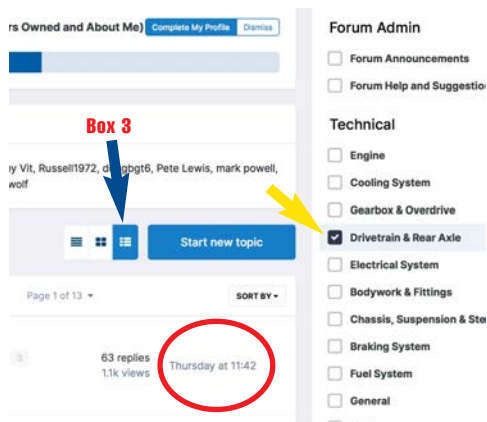 rs Owned and About Me)
Complete My Profile
Dismiss
Box 3
y Vit, Russell1972, d
gbgt6, Pete Lewis, mark powell,
wolf
Start new topic
Page 1 of 13
SORT BY
63 replies
1.1k views
Thursday at 11:42
Forum Admin
Forum Announcements
Forum Help and Suggestio
Technical
Engine
Cooling System
Gearbox & Overdrive
Drivetrain & Rear Axle
Electrical System
Bodywork & Fittings
Chassis, Suspension & Ste
Braking System
Fuel System
General